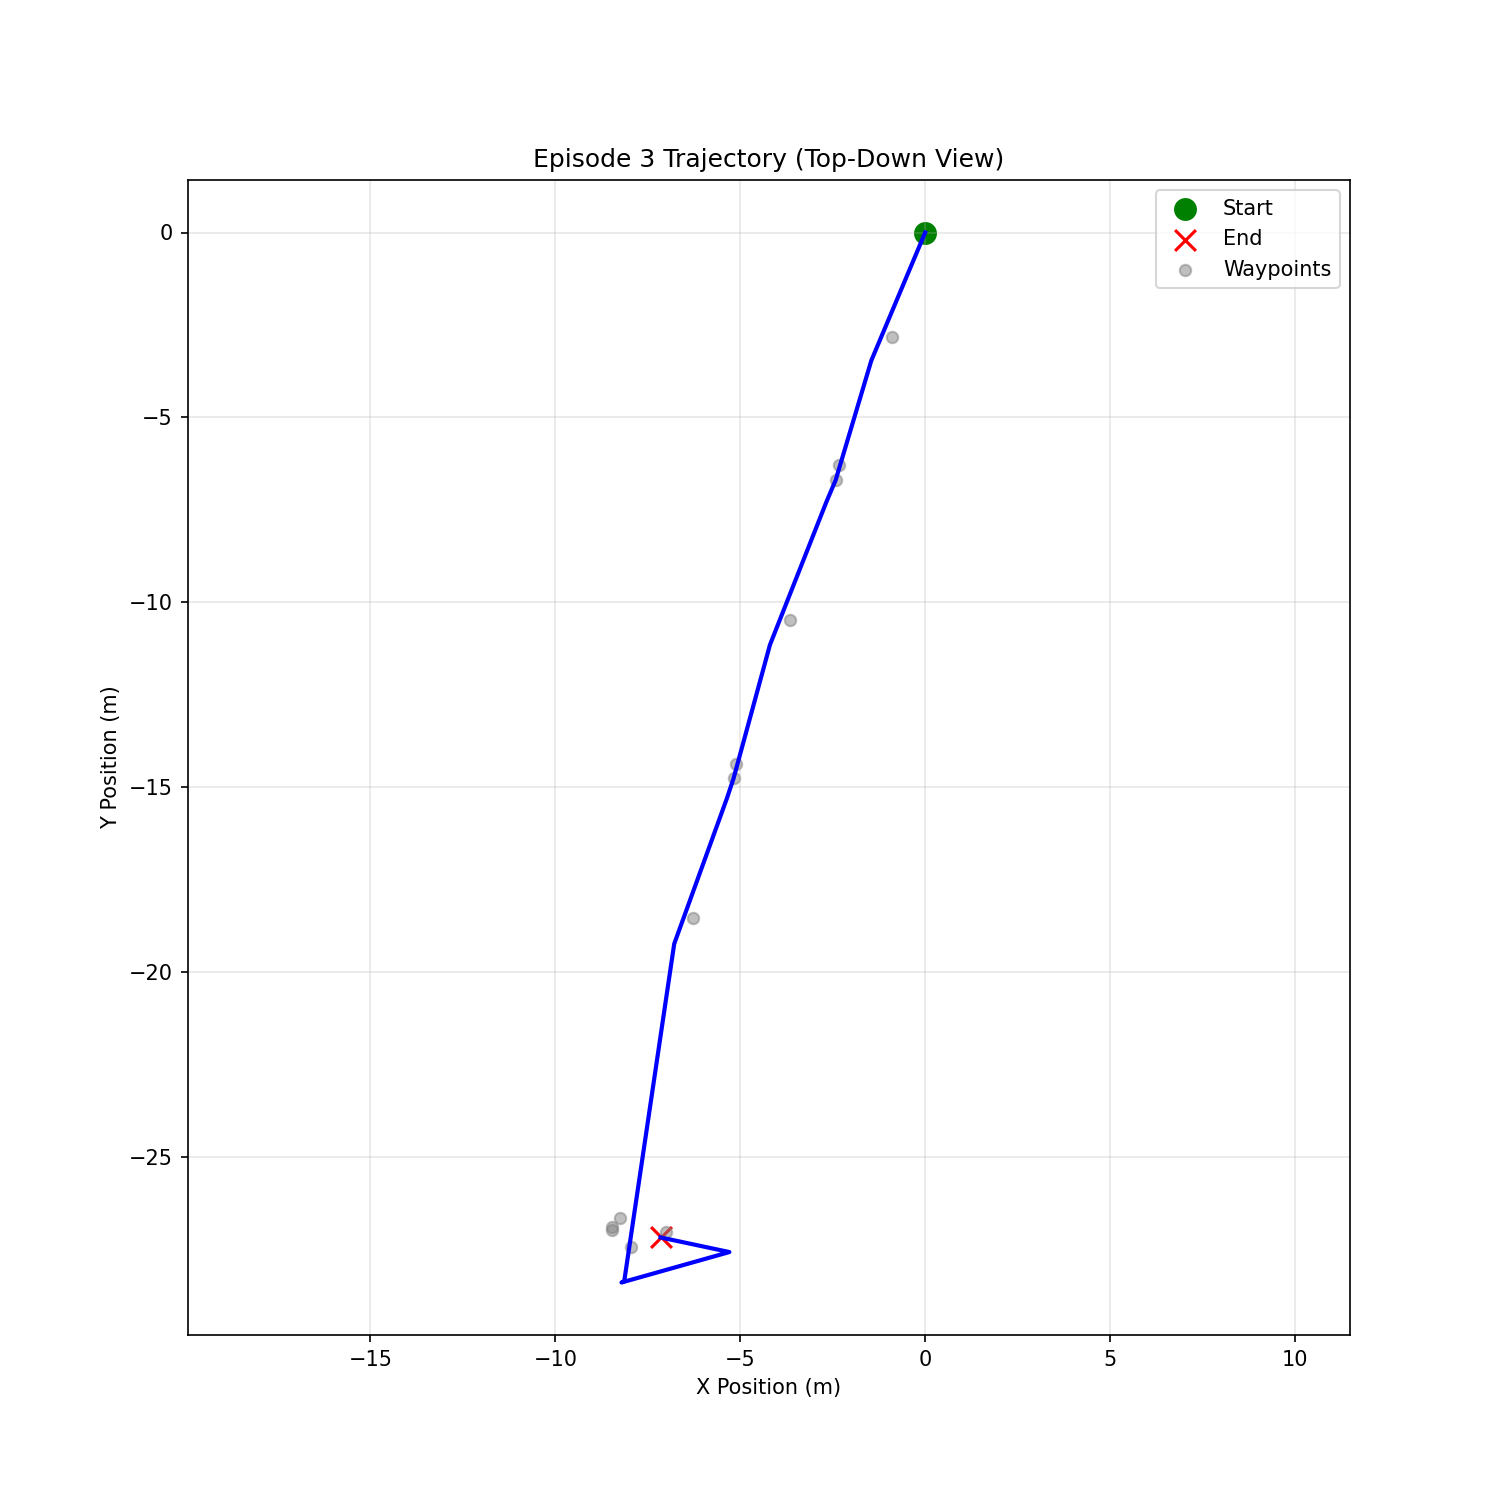 Episode 3 Trajectory (Top-Down View)
Start
End
Waypoints
0
−5
−10
−15
−20
−25
Y Position (m)
−15
−10
−5
0
5
10
X Position (m)